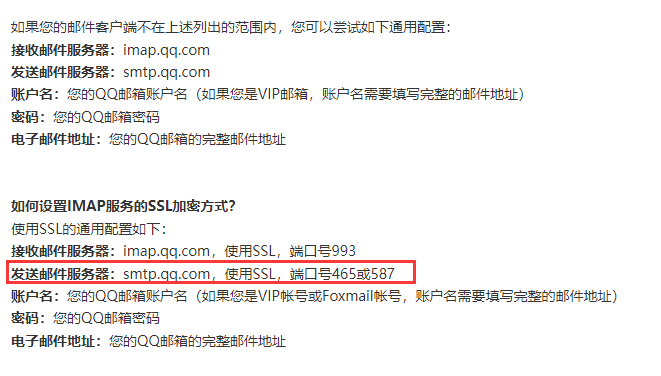 如果您的邮件客户端不在上述列出的范围内，您可以尝试如下通用配置：
接收邮件服务器：imap.qq.com
发送邮件服务器：smtp.qq.com
账户名：您的QQ邮箱账户名（如果您是VIP邮箱，账户名需要填写完整的邮件地址）
密码：您的QQ邮箱密码
电子邮件地址：您的QQ邮箱的完整邮件地址
如何设置IMAP服务的SSL加密方式？
使用SSL的通用配置如下：
接收邮件服务器：imap.qq.com，使用SSL，端口号993
发送邮件服务器：smtp.qq.com，使用SSL，端口号465或587
账户名：您的QQ邮箱账户名（如果您是VIP帐号或Foxmail帐号，账户名需要填写完整的邮件地址）
密码：您的QQ邮箱密码
电子邮件地址：您的QQ邮箱的完整邮件地址